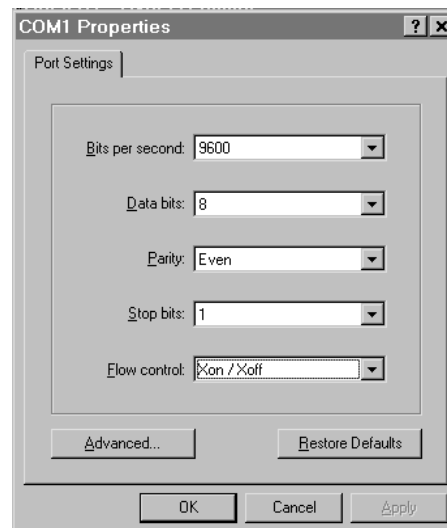 COM1 Properties
? ×
Port Settings
Bits per second: 9600
Data bits: 8
Parity: Even
Stop bits: 1
Flow control: Xon / Xoff
Advanced... Restore Defaults
OK Cancel Apply